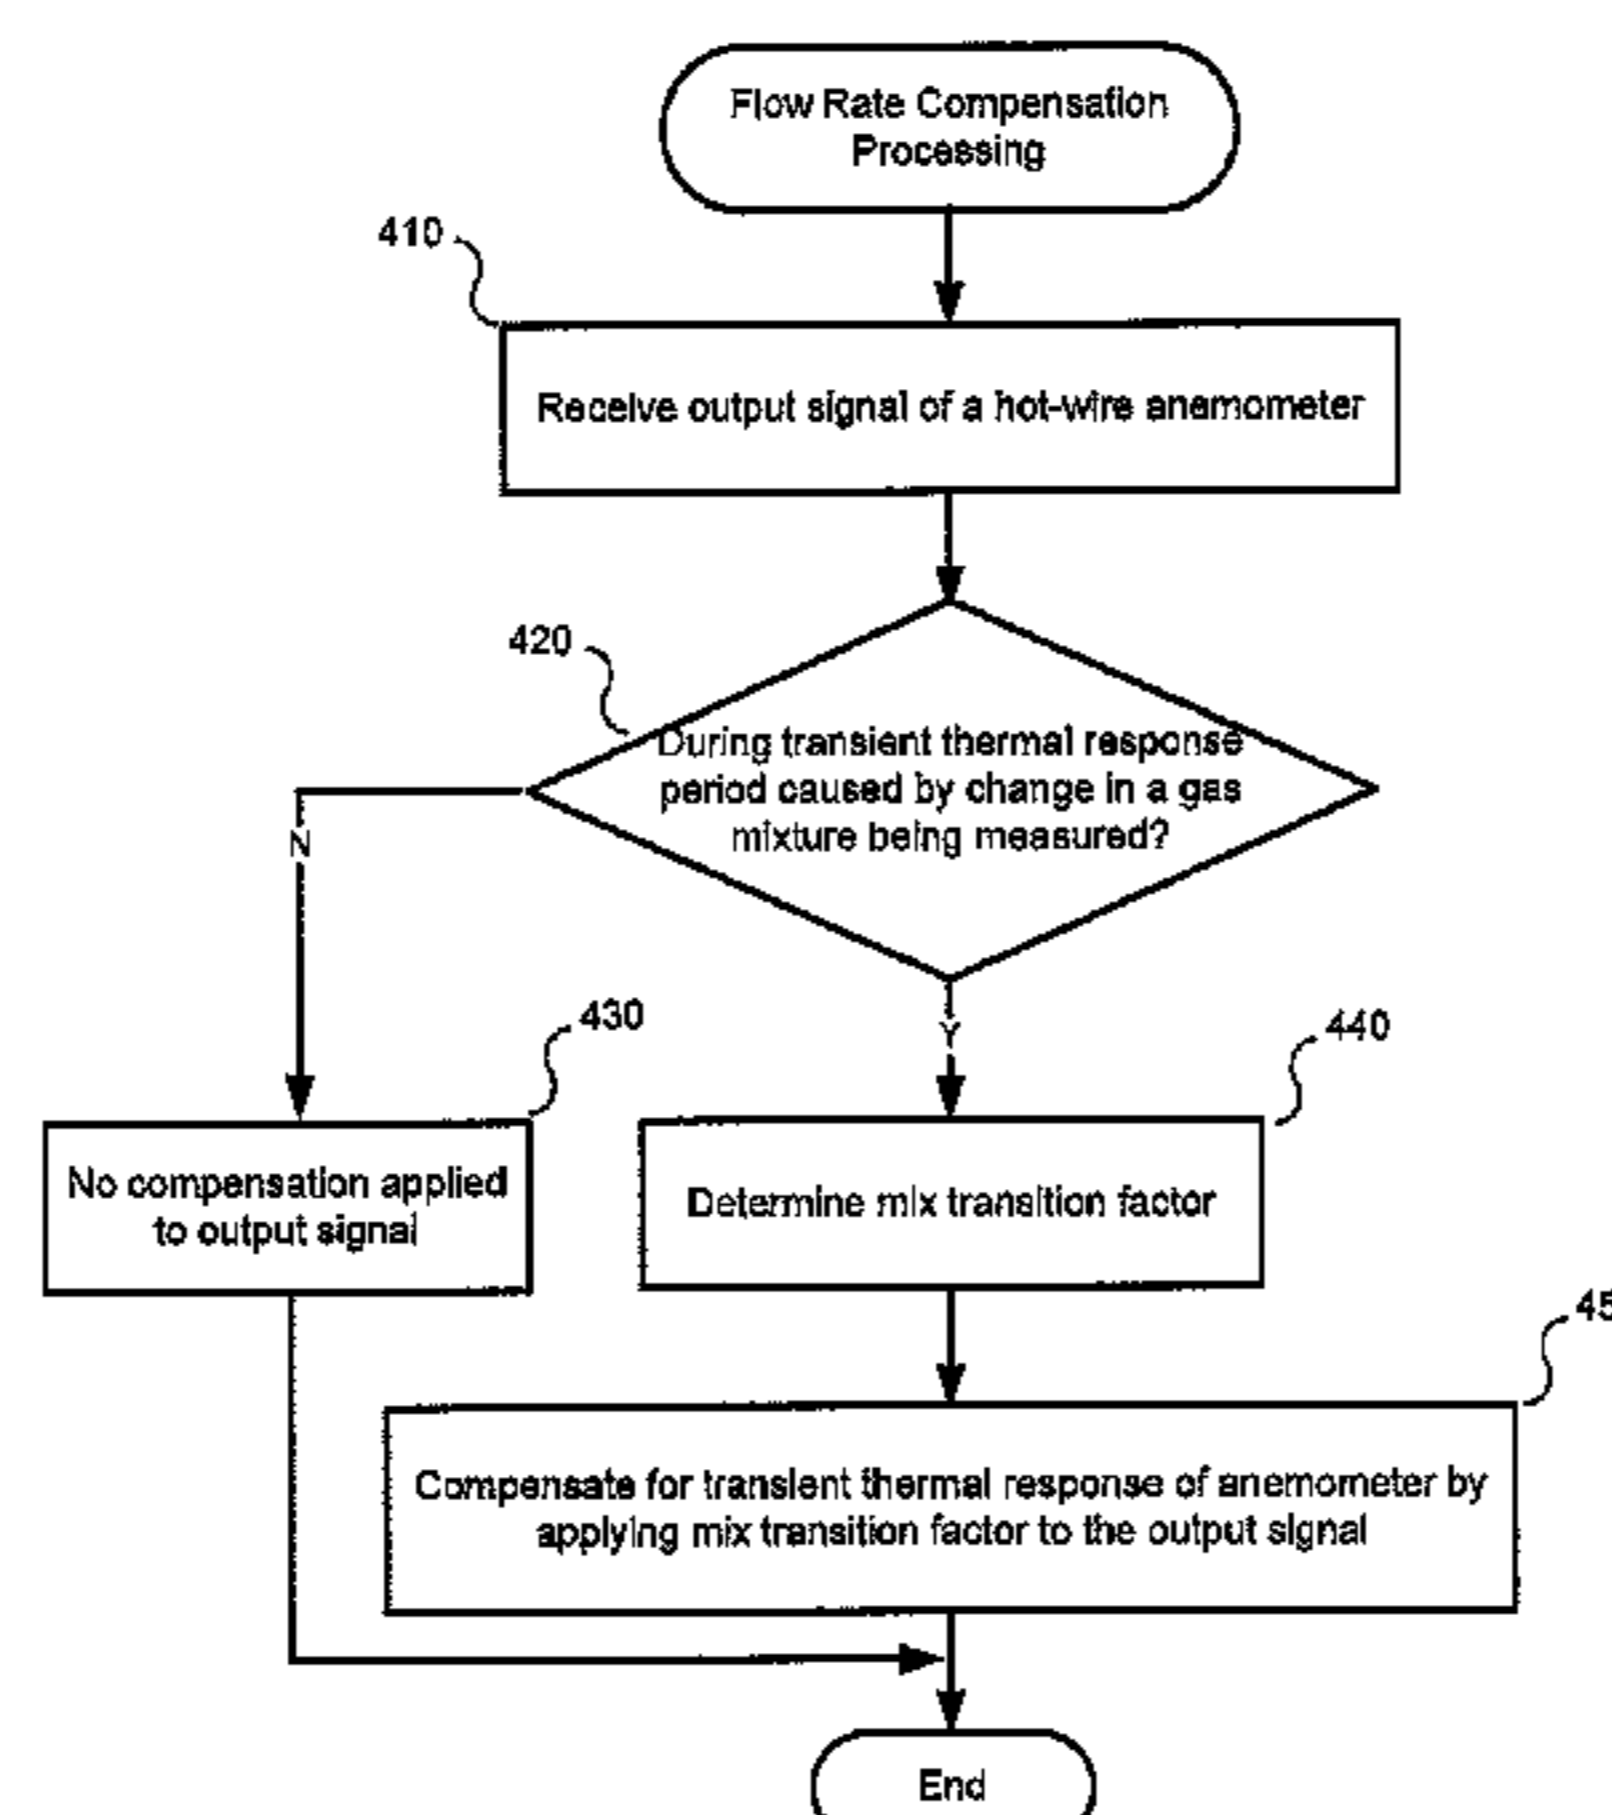 Flow Rate Compensation
Processing
410
Receive output signal of a hot-wire anemometer
420
During transient thermal response
period caused by change in a gas
mixture being measured?
N
Y
430
No compensation applied
to output signal
440
Determine mix transition factor
45
Compensate for transient thermal response of anemometer by
applying mix transition factor to the output signal
End